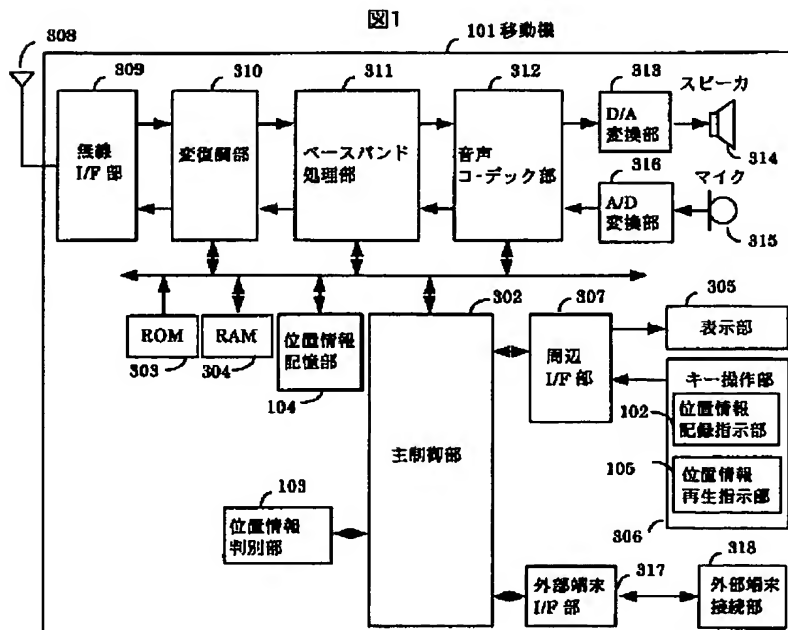 図1
308
101 移動機
309
310
311
312
313
スピーカ
無線
I/F 部
変復調部
ベースバンド
処理部
音声
コーデック部
D/A
変換部
314
316
マイク
A/D
変換部
315
302
307
305
ROM
303
RAM
304
位置情報
記憶部
104
主制御部
周辺
I/F 部
表示部
キー操作部
102
位置情報
記録指示部
105
位置情報
再生指示部
306
103
位置情報
判別部
外部端末
I/F 部
317
318
外部端末
接続部